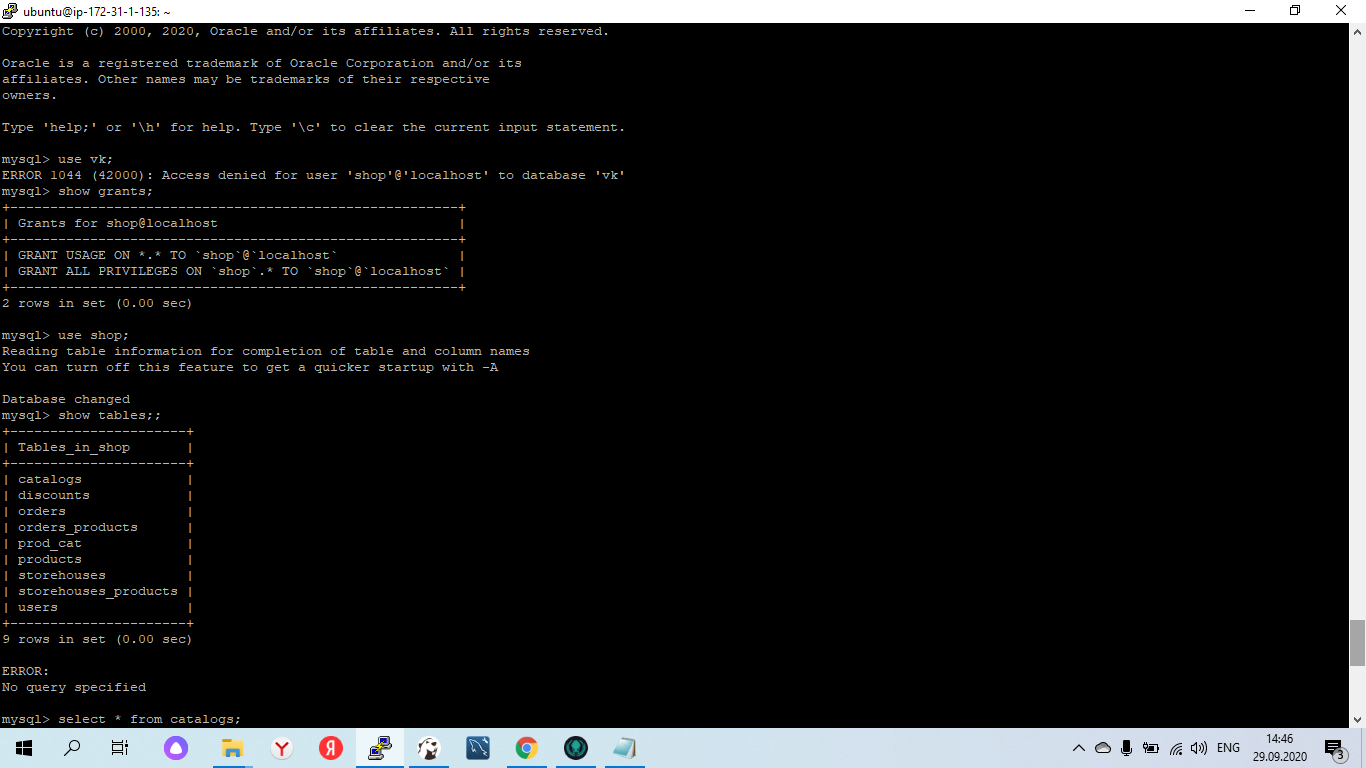 ubuntu@ip-172-31-1-135: ~
Copyright (c) 2000, 2020, Oracle and/or its affiliates. All rights reserved.
Oracle is a registered trademark of Oracle Corporation and/or its
affiliates. Other names may be trademarks of their respective
owners.
Type 'help;' or '\h' for help. Type '\c' to clear the current input statement.
mysql> use vk;
ERROR 1044 (42000): Access denied for user 'shop'@'localhost' to database 'vk'
mysql> show grants;
+--------------------------------------------------------+
| Grants for shop@localhost                              |
+--------------------------------------------------------+
| GRANT USAGE ON *.* TO `shop`@`localhost`               |
| GRANT ALL PRIVILEGES ON `shop`.* TO `shop`@`localhost` |
+--------------------------------------------------------+
2 rows in set (0.00 sec)
mysql> use shop;
Reading table information for completion of table and column names
You can turn off this feature to get a quicker startup with -A
Database changed
mysql> show tables;;
+----------------------+
| Tables_in_shop       |
+----------------------+
| catalogs             |
| discounts            |
| orders               |
| orders_products      |
| prod_cat             |
| products             |
| storehouses          |
| storehouses_products |
| users                |
+----------------------+
9 rows in set (0.00 sec)
ERROR:
No query specified
mysql> select * from catalogs;
Y
Я
ENG
14:46
29.09.2020
3